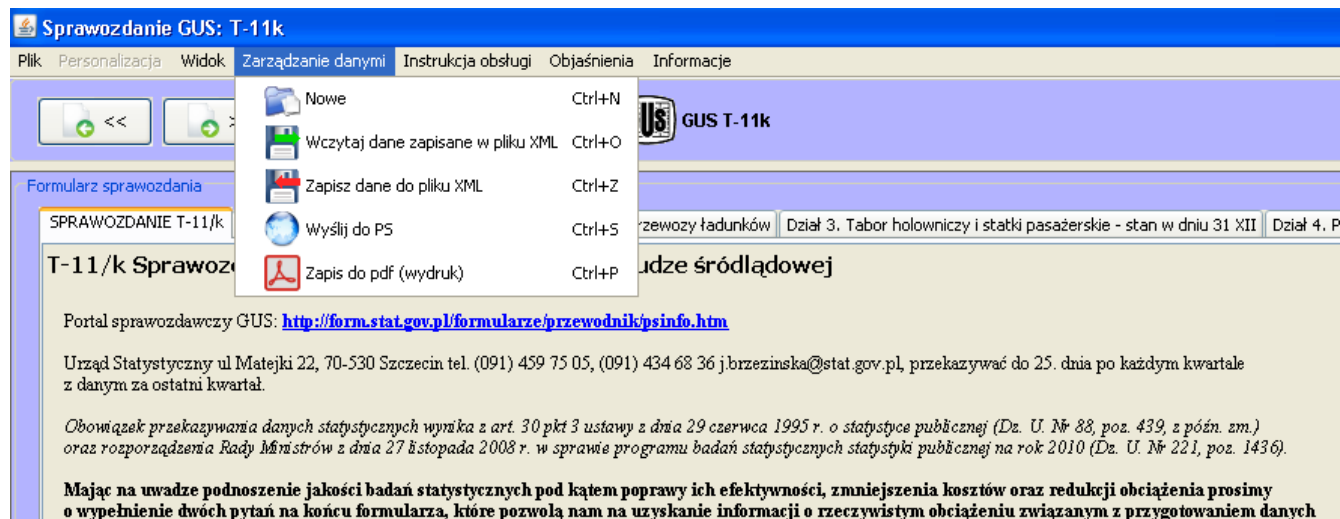 Sprawozdanie GUS: T-11k
Plik Personalizacja Widok Zarządzanie danymi Instrukcja obsługi Objaśnienia Informacje
<<
GUS T-11k
Nowe Ctrl+N
Wczytaj dane zapisane w pliku XML Ctrl+O
Zapisz dane do pliku XML Ctrl+Z
Wyślij do PS Ctrl+S
Zapis do pdf (wydruk) Ctrl+P
Formularz sprawozdania
SPRAWOZDANIE T-11/k rzewozy ładunków Dział 3. Tabor holowniczy i statki pasażerskie - stan w dniu 31 XII Dział 4. P
T-11/k Sprawoz udze śródlądowej
Portal sprawozdawczy GUS: http://form.stat.gov.pl/formularze/przewodnik/psinfo.htm
Urząd Statystyczny ul Matejki 22, 70-530 Szczecin tel. (091) 459 75 05, (091) 434 68 36 j.brzezinska@stat.gov.pl, przekazywać do 25. dnia po każdym kwartale
z danym za ostatni kwartał.
Obowiązek przekazywania danych statystycznych wynika z art. 30 pkt 3 ustawy z dnia 29 czerwca 1995 r. o statystyce publicznej (Dz. U. Nr 88, poz. 439, z późn. zm.)
oraz rozporządzenia Rady Ministrów z dnia 27 listopada 2008 r. w sprawie programu badań statystycznych statystyki publicznej na rok 2010 (Dz. U. Nr 221, poz. 1436).
Mając na uwadze podnoszenie jakości badań statystycznych pod kątem poprawy ich efektywności, zmniejszenia kosztów oraz redukcji obciążenia prosimy
o wypełnienie dwóch pytań na końcu formularza, które pozwolą nam na uzyskanie informacji o rzeczywistym obciążeniu związanym z przygotowaniem danych